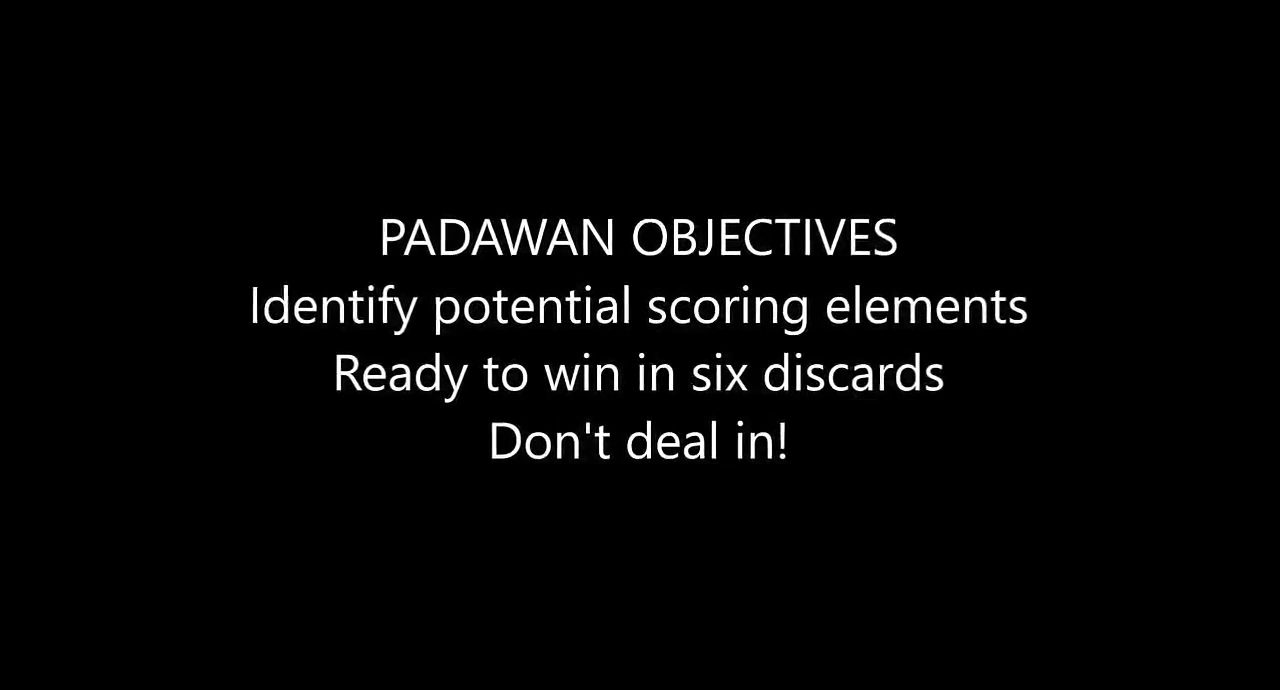 PADAWAN OBJECTIVES
Identify potential scoring elements
Ready to win in six discards
Don't deal in!